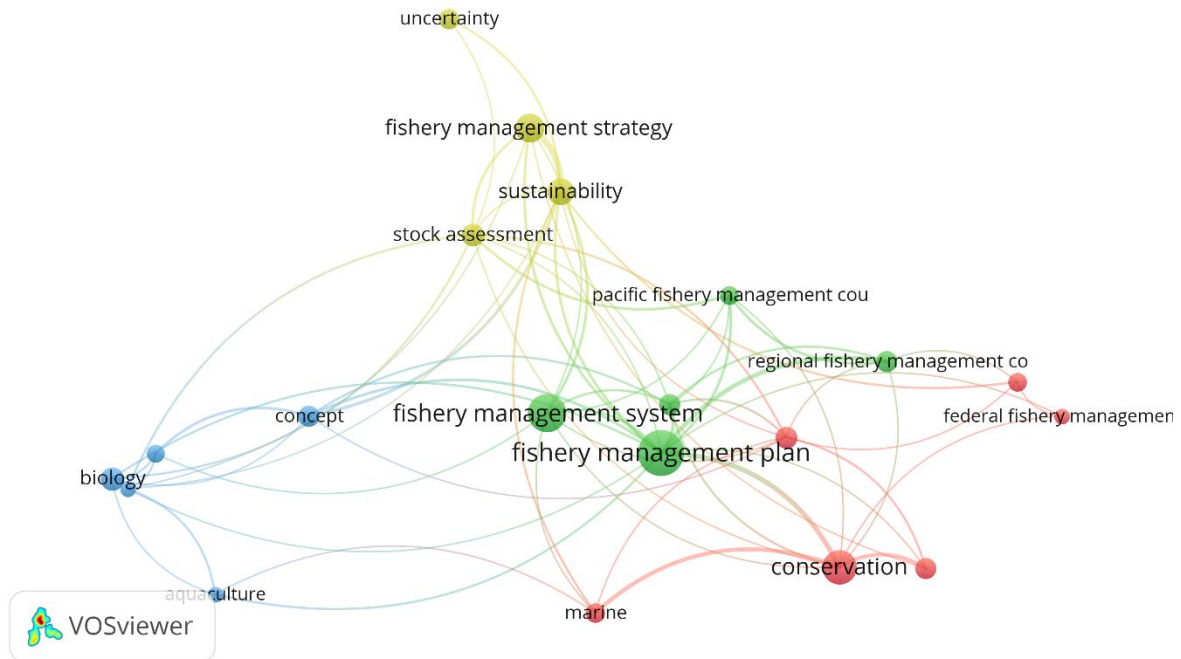 uncertainty
fishery management strategy
sustainability
stock assessment
pacific fishery management cou
regional fishery management co
federal fishery managemen
concept
fishery management system
fishery management plan
biology
conservation
aquaculture
marine
VOSviewer